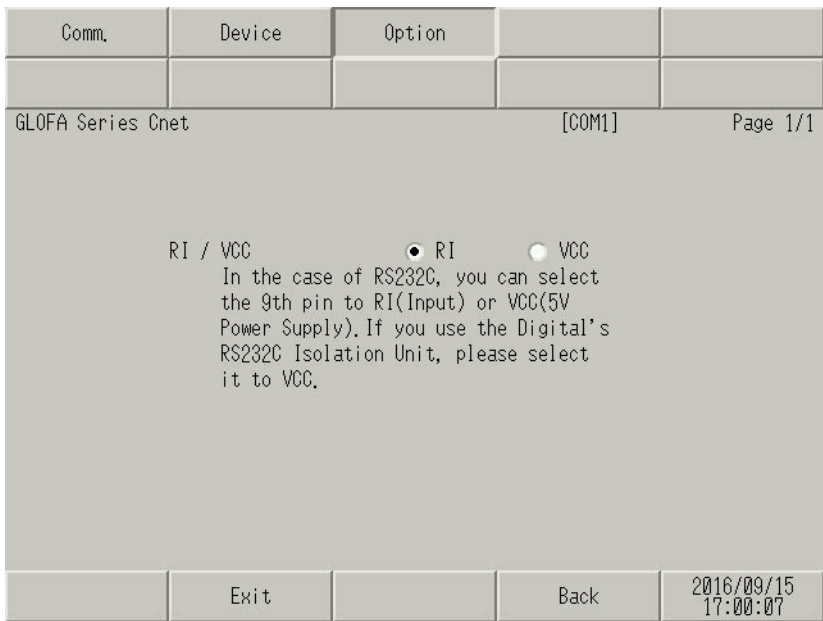 Comm. Device Option
GLOFA Series Cnet [COM1] Page 1/1
RI / VCC RI VCC
In the case of RS232C, you can select
the 9th pin to RI(Input) or VCC(5V
Power Supply).If you use the Digital's
RS232C Isolation Unit, please select
it to VCC.
Exit Back 2016/09/15
17:00:07